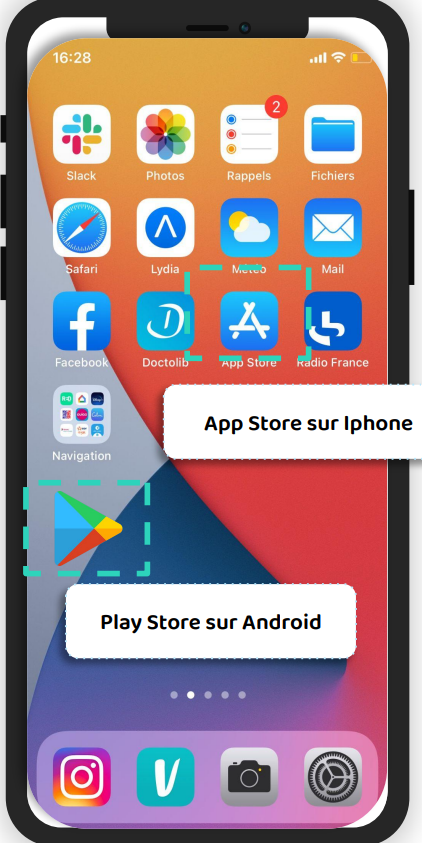 16:28
2
Slack
Photos
Rappels
Fichiers
Safari
Lydia
Météo
Mail
Facebook
Doctolib
App Store
Radio France
App Store sur Iphone
Navigation
Play Store sur Android